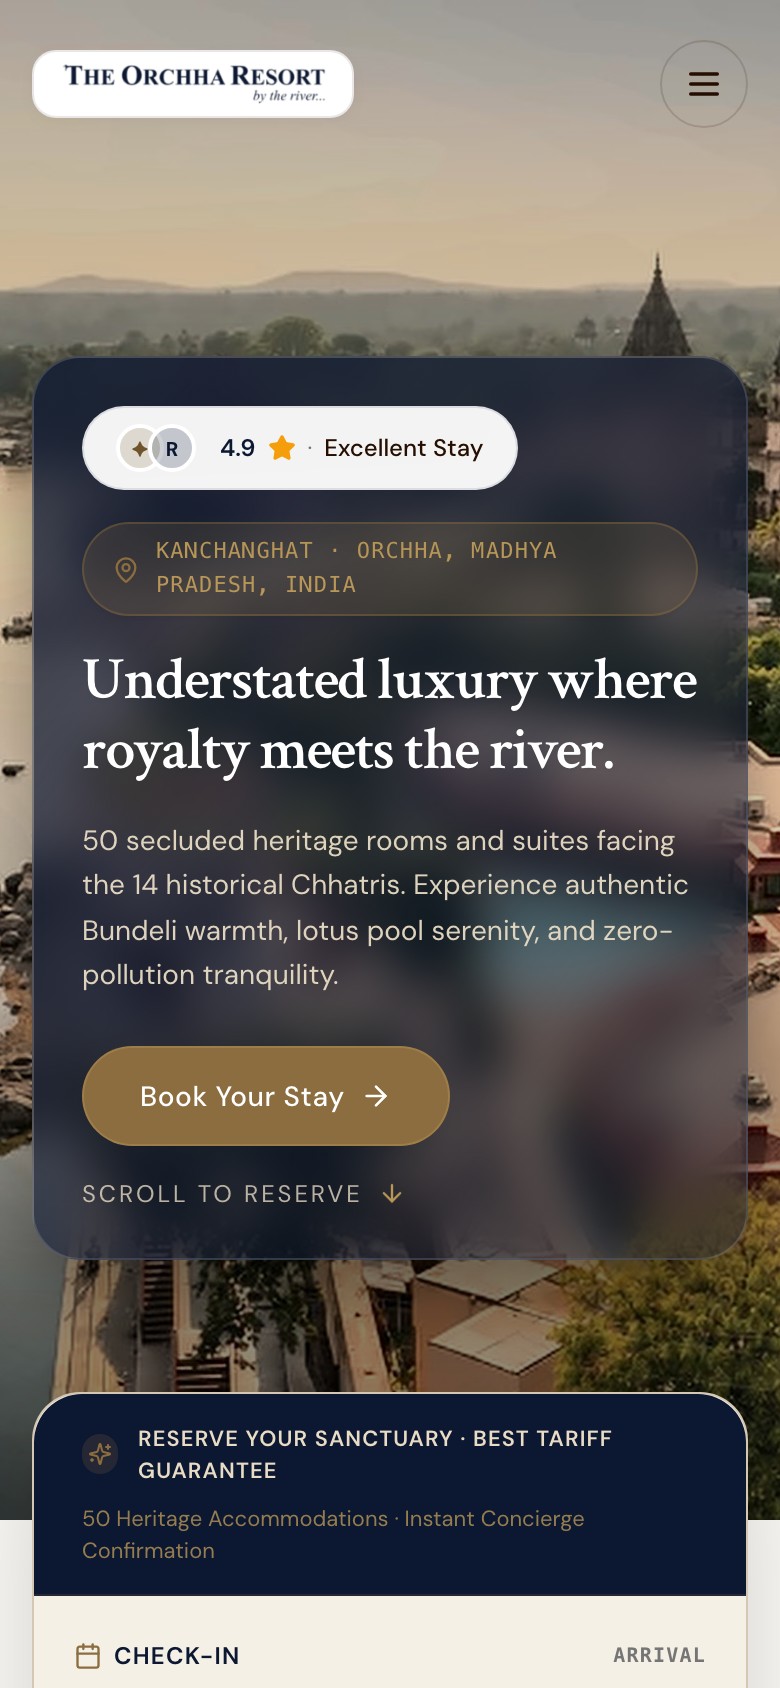 THE ORCHHA RESORT
by the river...
R 4.9 · Excellent Stay
KANCHANGHAT · ORCHHA, MADHYA
PRADESH, INDIA
Understated luxury where
royalty meets the river.
50 secluded heritage rooms and suites facing
the 14 historical Chhatris. Experience authentic
Bundeli warmth, lotus pool serenity, and zero-
pollution tranquility.
Book Your Stay →
SCROLL TO RESERVE ↓
RESERVE YOUR SANCTUARY · BEST TARIFF
GUARANTEE
50 Heritage Accommodations · Instant Concierge
Confirmation
CHECK-IN ARRIVAL